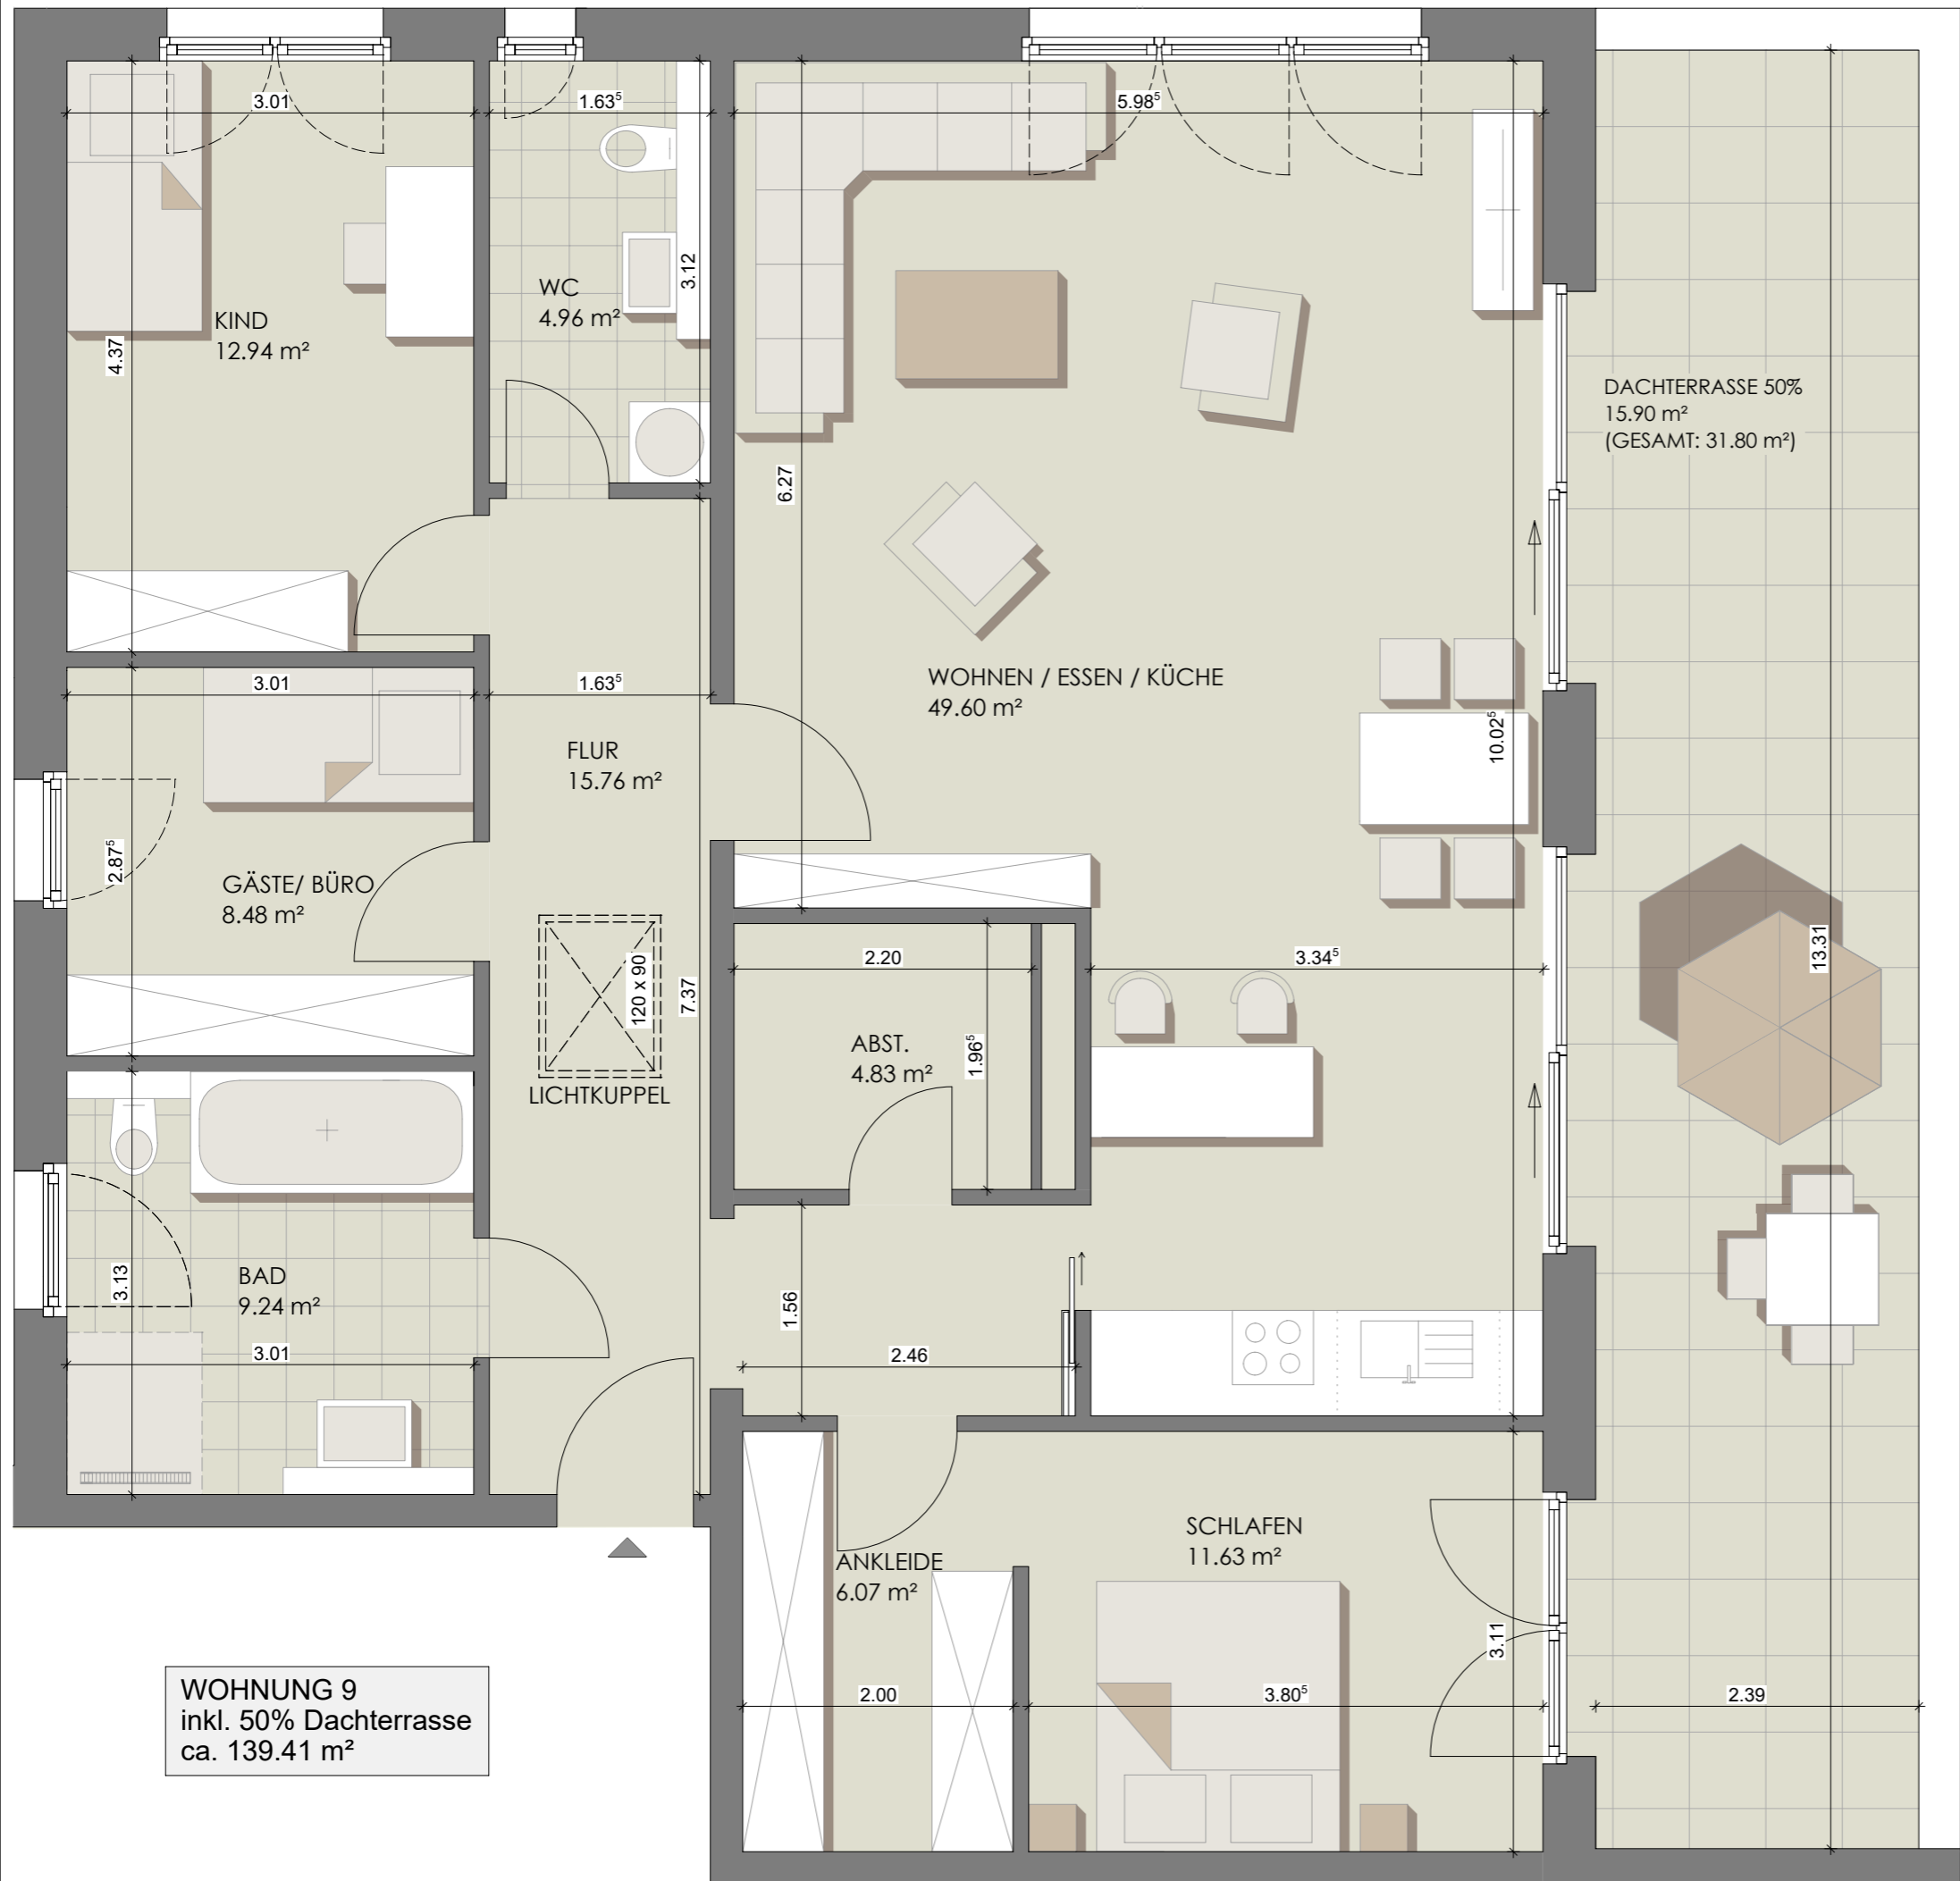 3.01
1.63⁵
5.98⁵
WC
4.96 m²
3.12
KIND
12.94 m²
4.37
6.27
DACHTERRASSE 50%
15.90 m²
(GESAMT: 31.80 m²)
3.01
1.63⁵
WOHNEN / ESSEN / KÜCHE
49.60 m²
10.02⁵
FLUR
15.76 m²
2.87⁵
GÄSTE/ BÜRO
8.48 m²
13.31
2.20
3.34⁵
120 x 90
7.37
ABST.
4.83 m²
1.96⁵
LICHTKUPPEL
3.13
BAD
9.24 m²
1.56
3.01
2.46
SCHLAFEN
11.63 m²
ANKLEIDE
6.07 m²
3.11
2.00
3.80⁵
2.39
WOHNUNG 9
inkl. 50% Dachterrasse
ca. 139.41 m²